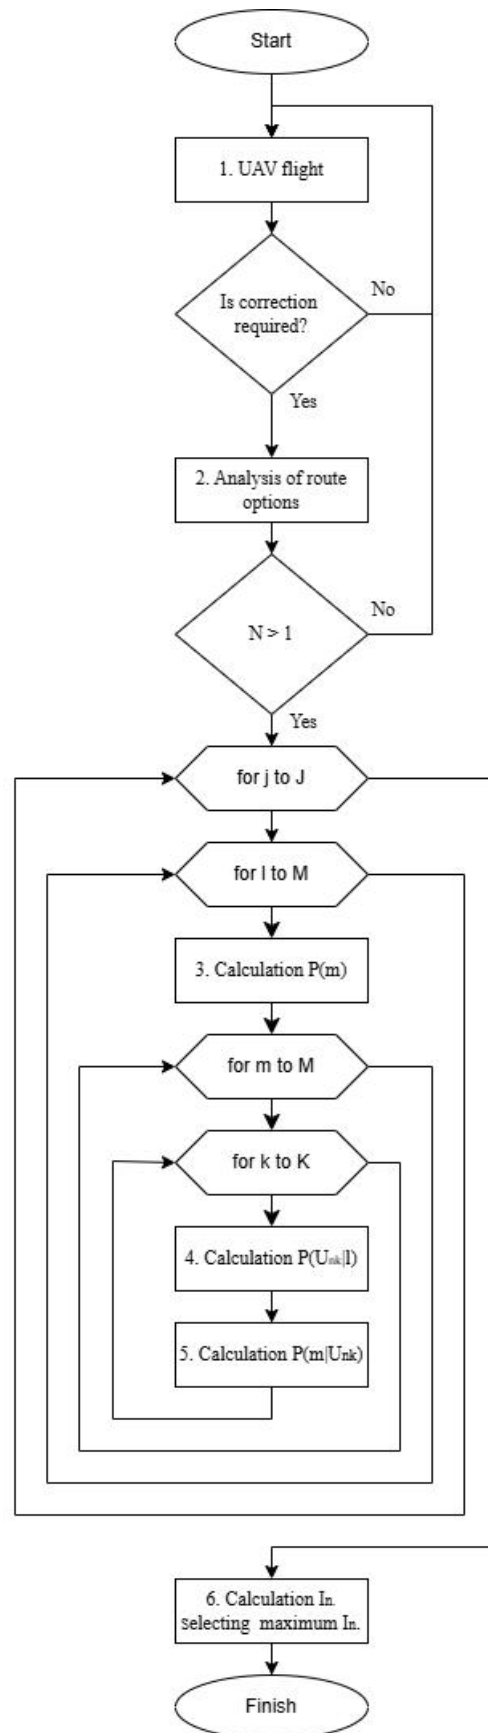 Start
1. UAV flight
Is correction
required?
No
Yes
2. Analysis of route
options
N > 1
No
Yes
for j to J
for l to M
3. Calculation P(m)
for m to M
for k to K
4. Calculation P(Unk|l)
5. Calculation P(m|Unk)
6. Calculation In.
selecting maximum In.
Finish